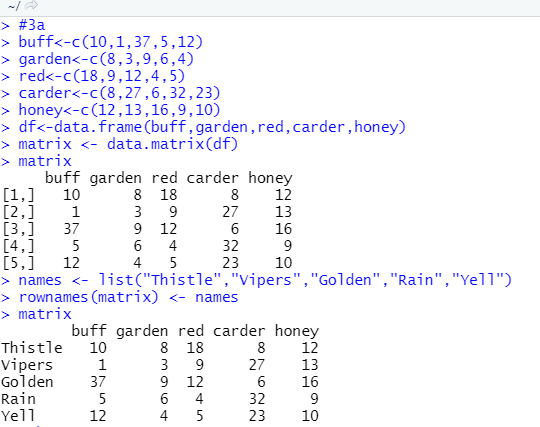 ~/
> #3a
> buff<-c(10,1,37,5,12)
> garden<-c(8,3,9,6,4)
> red<-c(18,9,12,4,5)
> carder<-c(8,27,6,32,23)
> honey<-c(12,13,16,9,10)
> df<-data.frame(buff,garden,red,carder,honey)
> matrix <- data.matrix(df)
> matrix
     buff garden red carder honey
[1,]   10      8  18      8    12
[2,]    1      3   9     27    13
[3,]   37      9  12      6    16
[4,]    5      6   4     32     9
[5,]   12      4   5     23    10
> names <- list("Thistle","Vipers","Golden","Rain","Yell")
> rownames(matrix) <- names
> matrix
        buff garden red carder honey
Thistle   10      8  18      8    12
Vipers     1      3   9     27    13
Golden    37      9  12      6    16
Rain       5      6   4     32     9
Yell      12      4   5     23    10